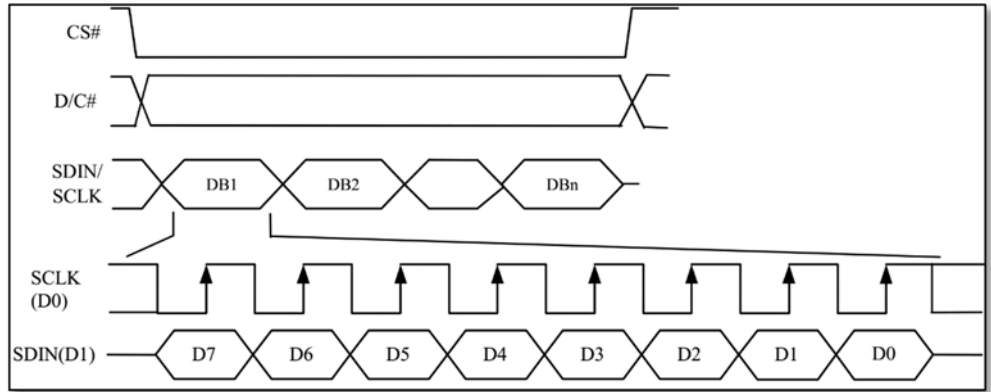 CS#
D/C#
SDIN/
SCLK
DB1 DB2 DBn
SCLK
(D0)
SDIN(D1) D7 D6 D5 D4 D3 D2 D1 D0